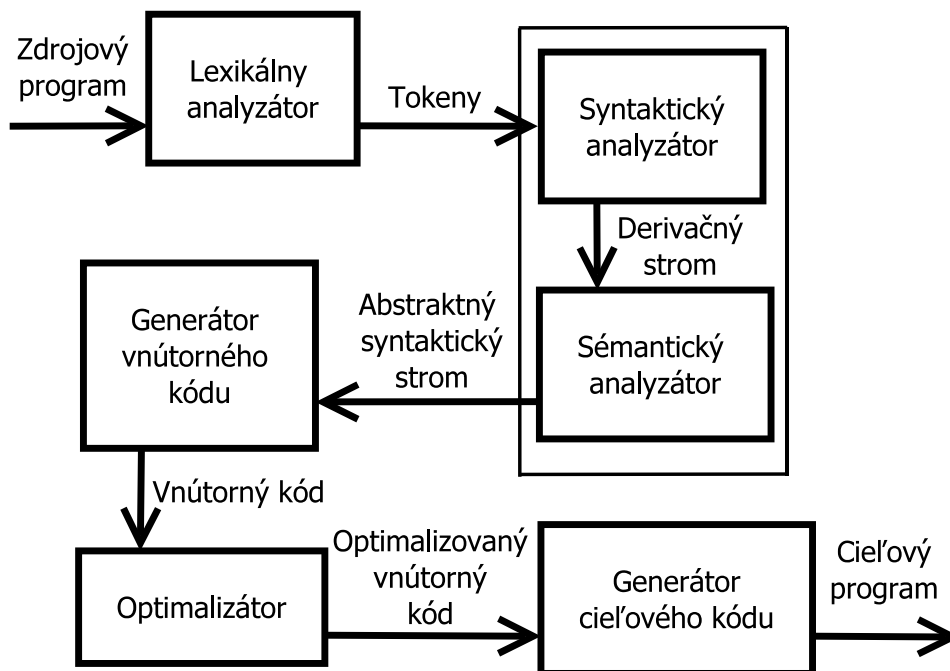 Zdrojový
program
Lexikálny
analyzátor
Tokeny
Syntaktický
analyzátor
Derivačný
strom
Sémantický
analyzátor
Abstraktný
syntaktický
strom
Generátor
vnútorného
kódu
Vnútorný kód
Optimalizátor
Optimalizovaný
vnútorný
kód
Generátor
cieľového kódu
Cieľový
program